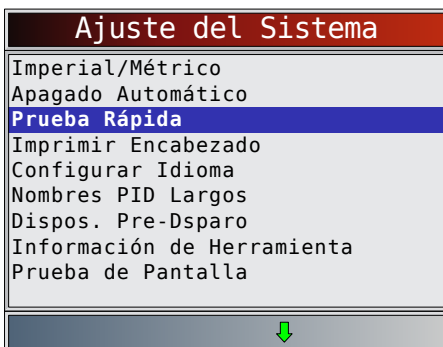 Ajuste del Sistema
Imperial/Métrico
Apagado Automático
Prueba Rápida
Imprimir Encabezado
Configurar Idioma
Nombres PID Largos
Dispos. Pre-Dsparo
Información de Herramienta
Prueba de Pantalla